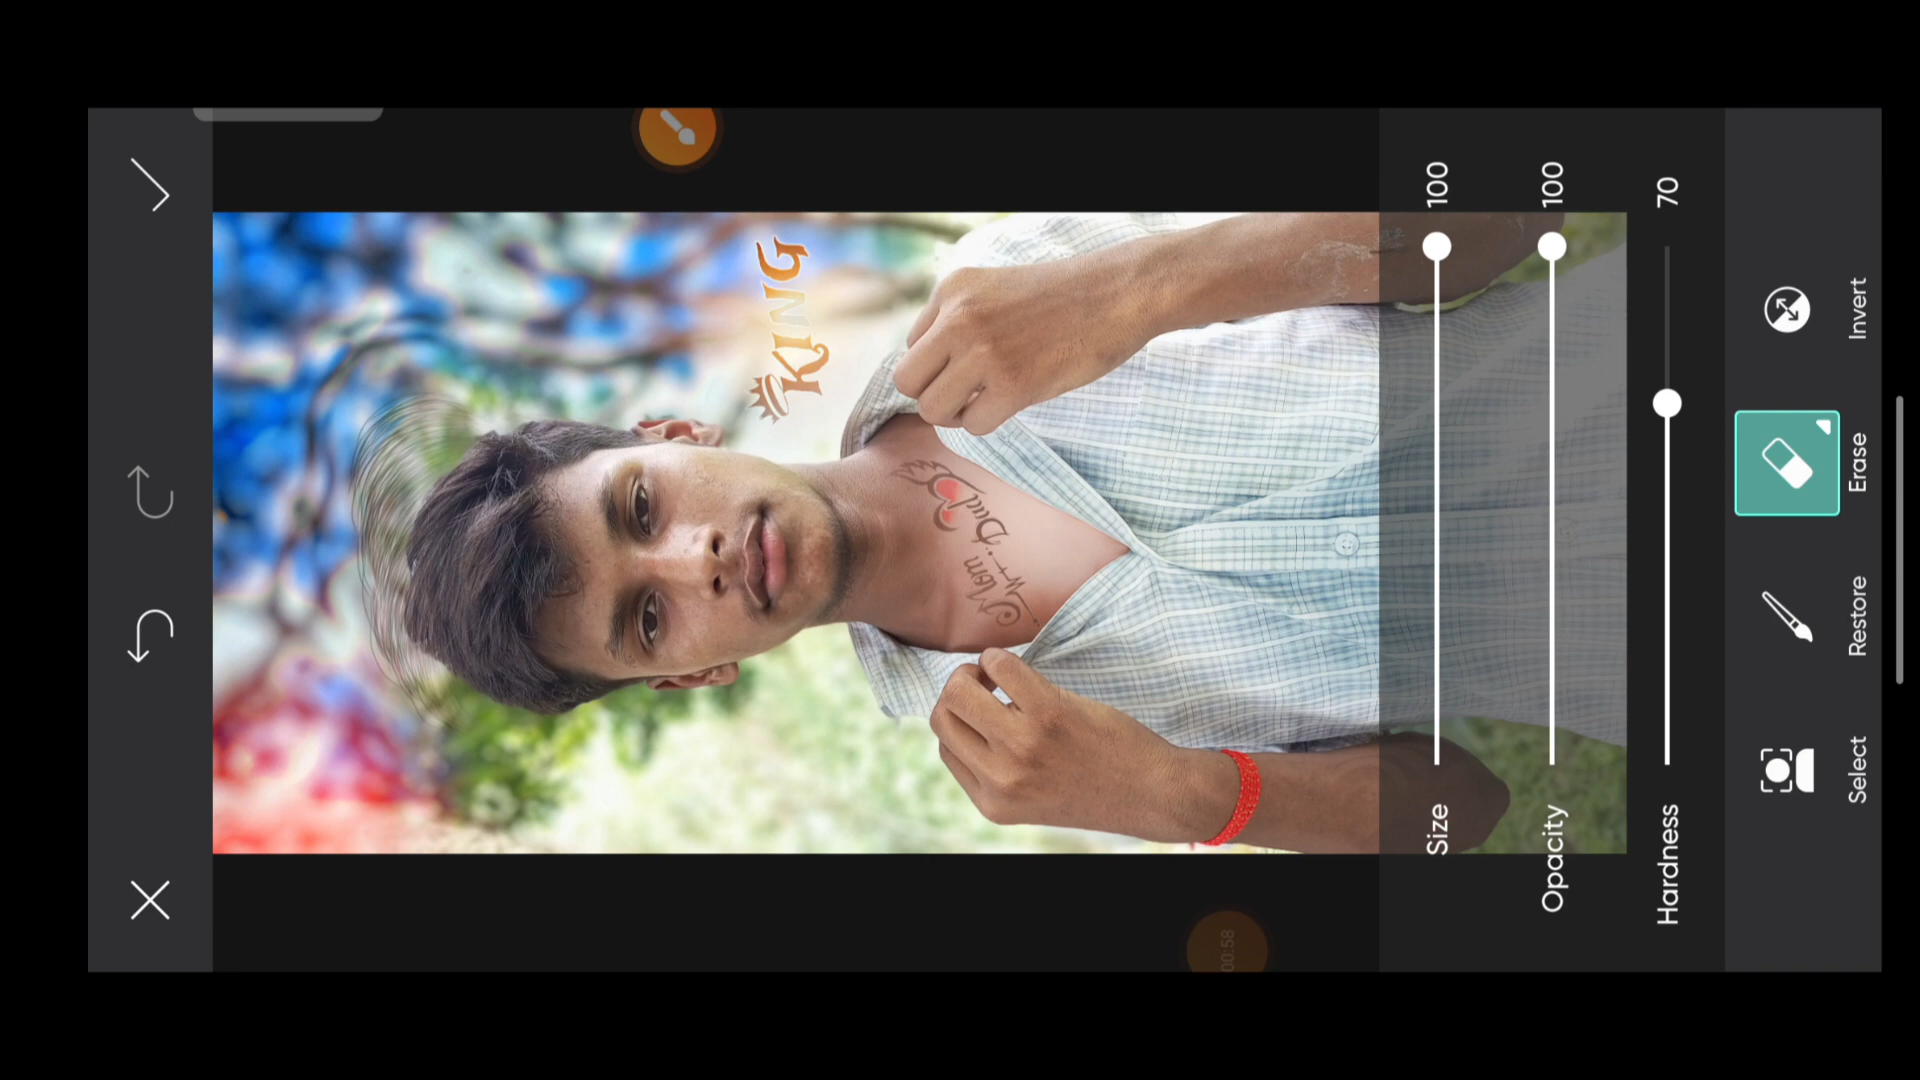 KING
Mom
Dad
Size
100
Opacity
100
Hardness
70
Select
Restore
Erase
Invert
00:58